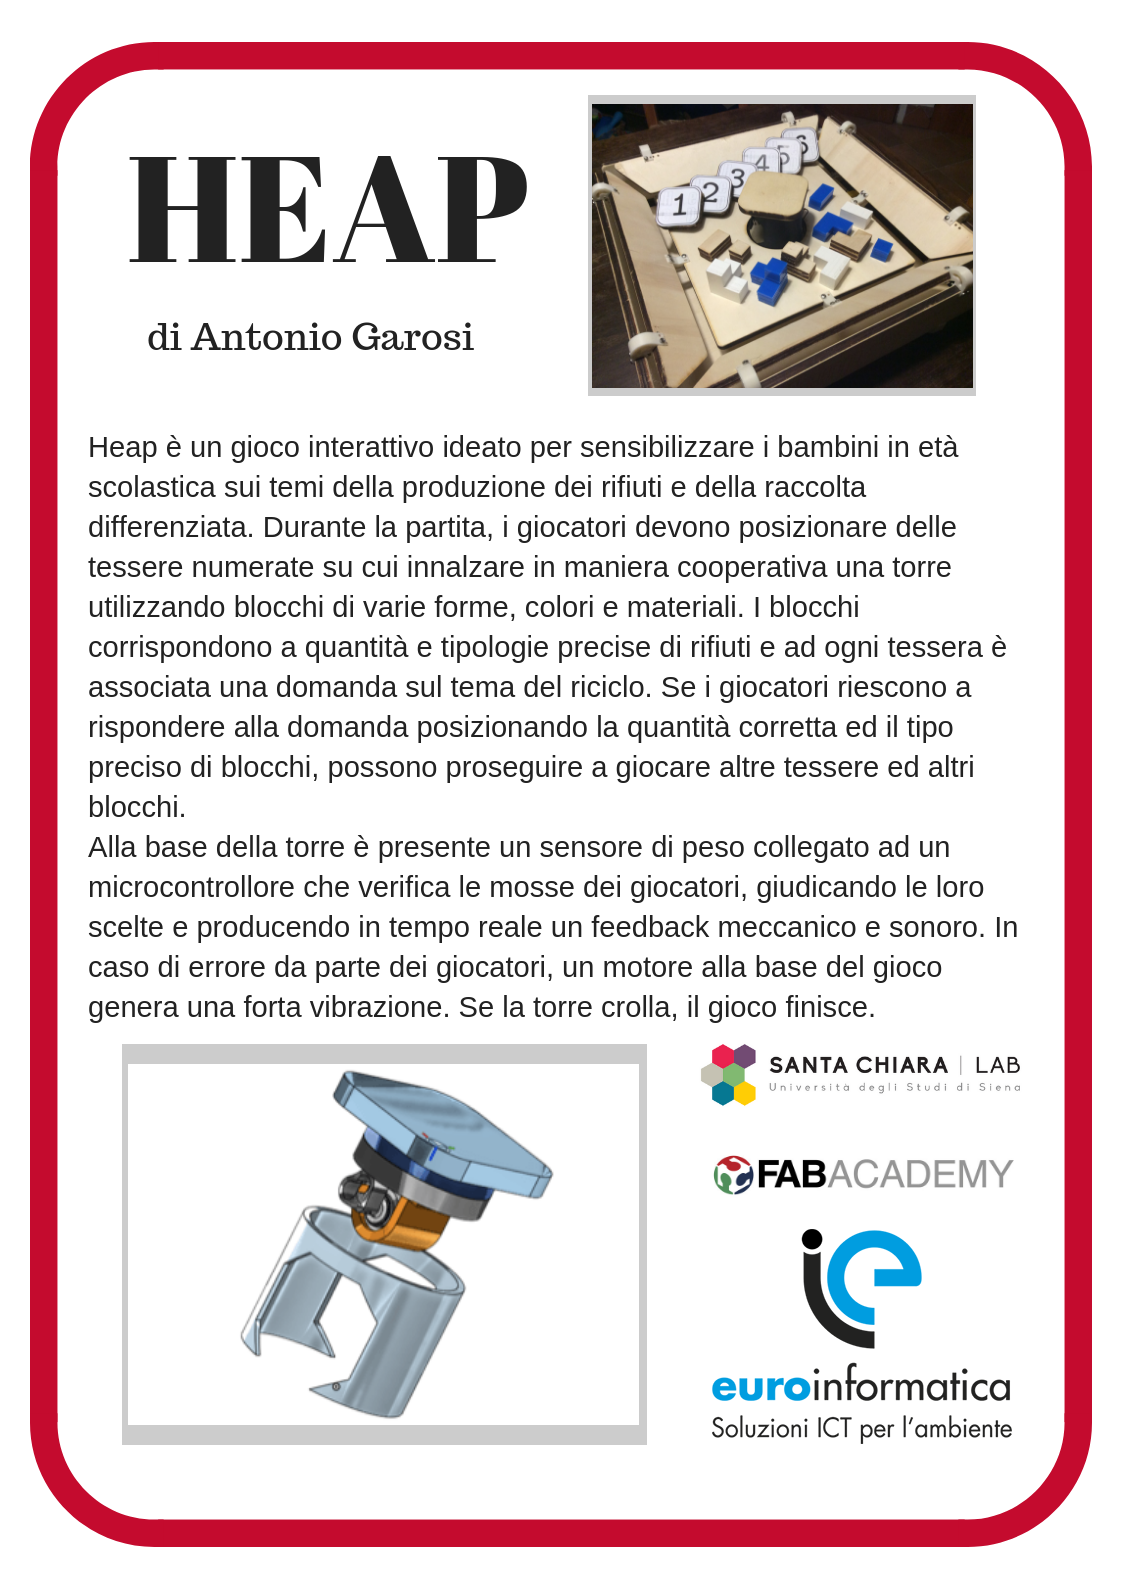 HEAP
di Antonio Garosi
1
2
3
4
5
6
Heap è un gioco interattivo ideato per sensibilizzare i bambini in età
scolastica sui temi della produzione dei rifiuti e della raccolta
differenziata. Durante la partita, i giocatori devono posizionare delle
tessere numerate su cui innalzare in maniera cooperativa una torre
utilizzando blocchi di varie forme, colori e materiali. I blocchi
corrispondono a quantità e tipologie precise di rifiuti e ad ogni tessera è
associata una domanda sul tema del riciclo. Se i giocatori riescono a
rispondere alla domanda posizionando la quantità corretta ed il tipo
preciso di blocchi, possono proseguire a giocare altre tessere ed altri
blocchi.
Alla base della torre è presente un sensore di peso collegato ad un
microcontrollore che verifica le mosse dei giocatori, giudicando le loro
scelte e producendo in tempo reale un feedback meccanico e sonoro. In
caso di errore da parte dei giocatori, un motore alla base del gioco
genera una forta vibrazione. Se la torre crolla, il gioco finisce.
SANTA CHIARA | LAB
Università degli Studi di Siena
FABACADEMY
ie
euroinformatica
Soluzioni ICT per l'ambiente